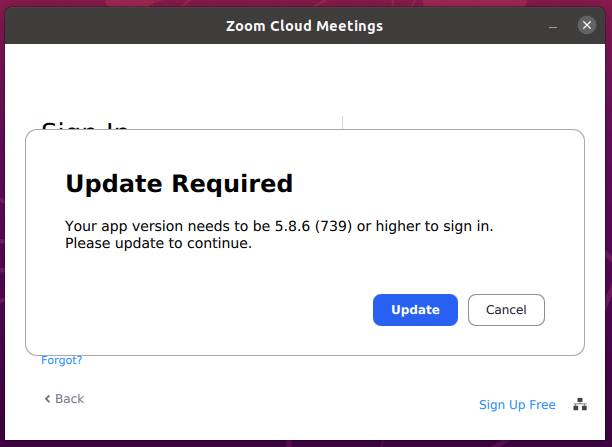 Zoom Cloud Meetings
Sign In
Update Required
Your app version needs to be 5.8.6 (739) or higher to sign in.
Please update to continue.
Update
Cancel
Forgot?
Back
Sign Up Free